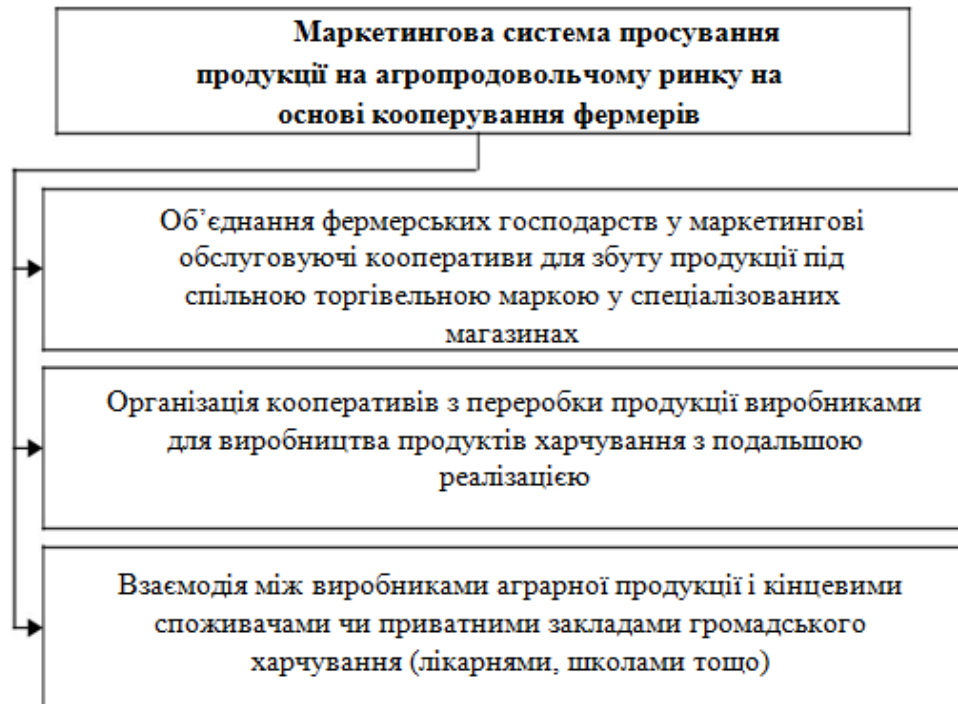 Маркетингова система просування
продукції на агропродовольчому ринку на
основі кооперування фермерів
Об’єднання фермерських господарств у маркетингові
обслуговуючі кооперативи для збуту продукції під
спільною торгівельною маркою у спеціалізованих
магазинах
Організація кооперативів з переробки продукції виробниками
для виробництва продуктів харчування з подальшою
реалізацією
Взаємодія між виробниками аграрної продукції і кінцевими
споживачами чи приватними закладами громадського
харчування (лікарнями, школами тощо)